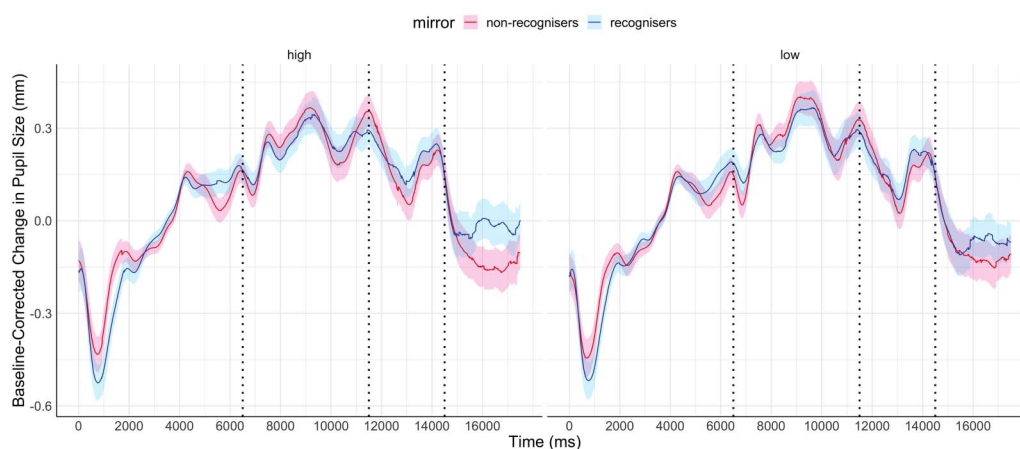 mirror non-recognisers recognisers
high
low
Baseline-Corrected Change in Pupil Size (mm)
0.3
0.0
-0.3
-0.6
0 2000 4000 6000 8000 10000 12000 14000 16000
0 2000 4000 6000 8000 10000 12000 14000 16000
Time (ms)